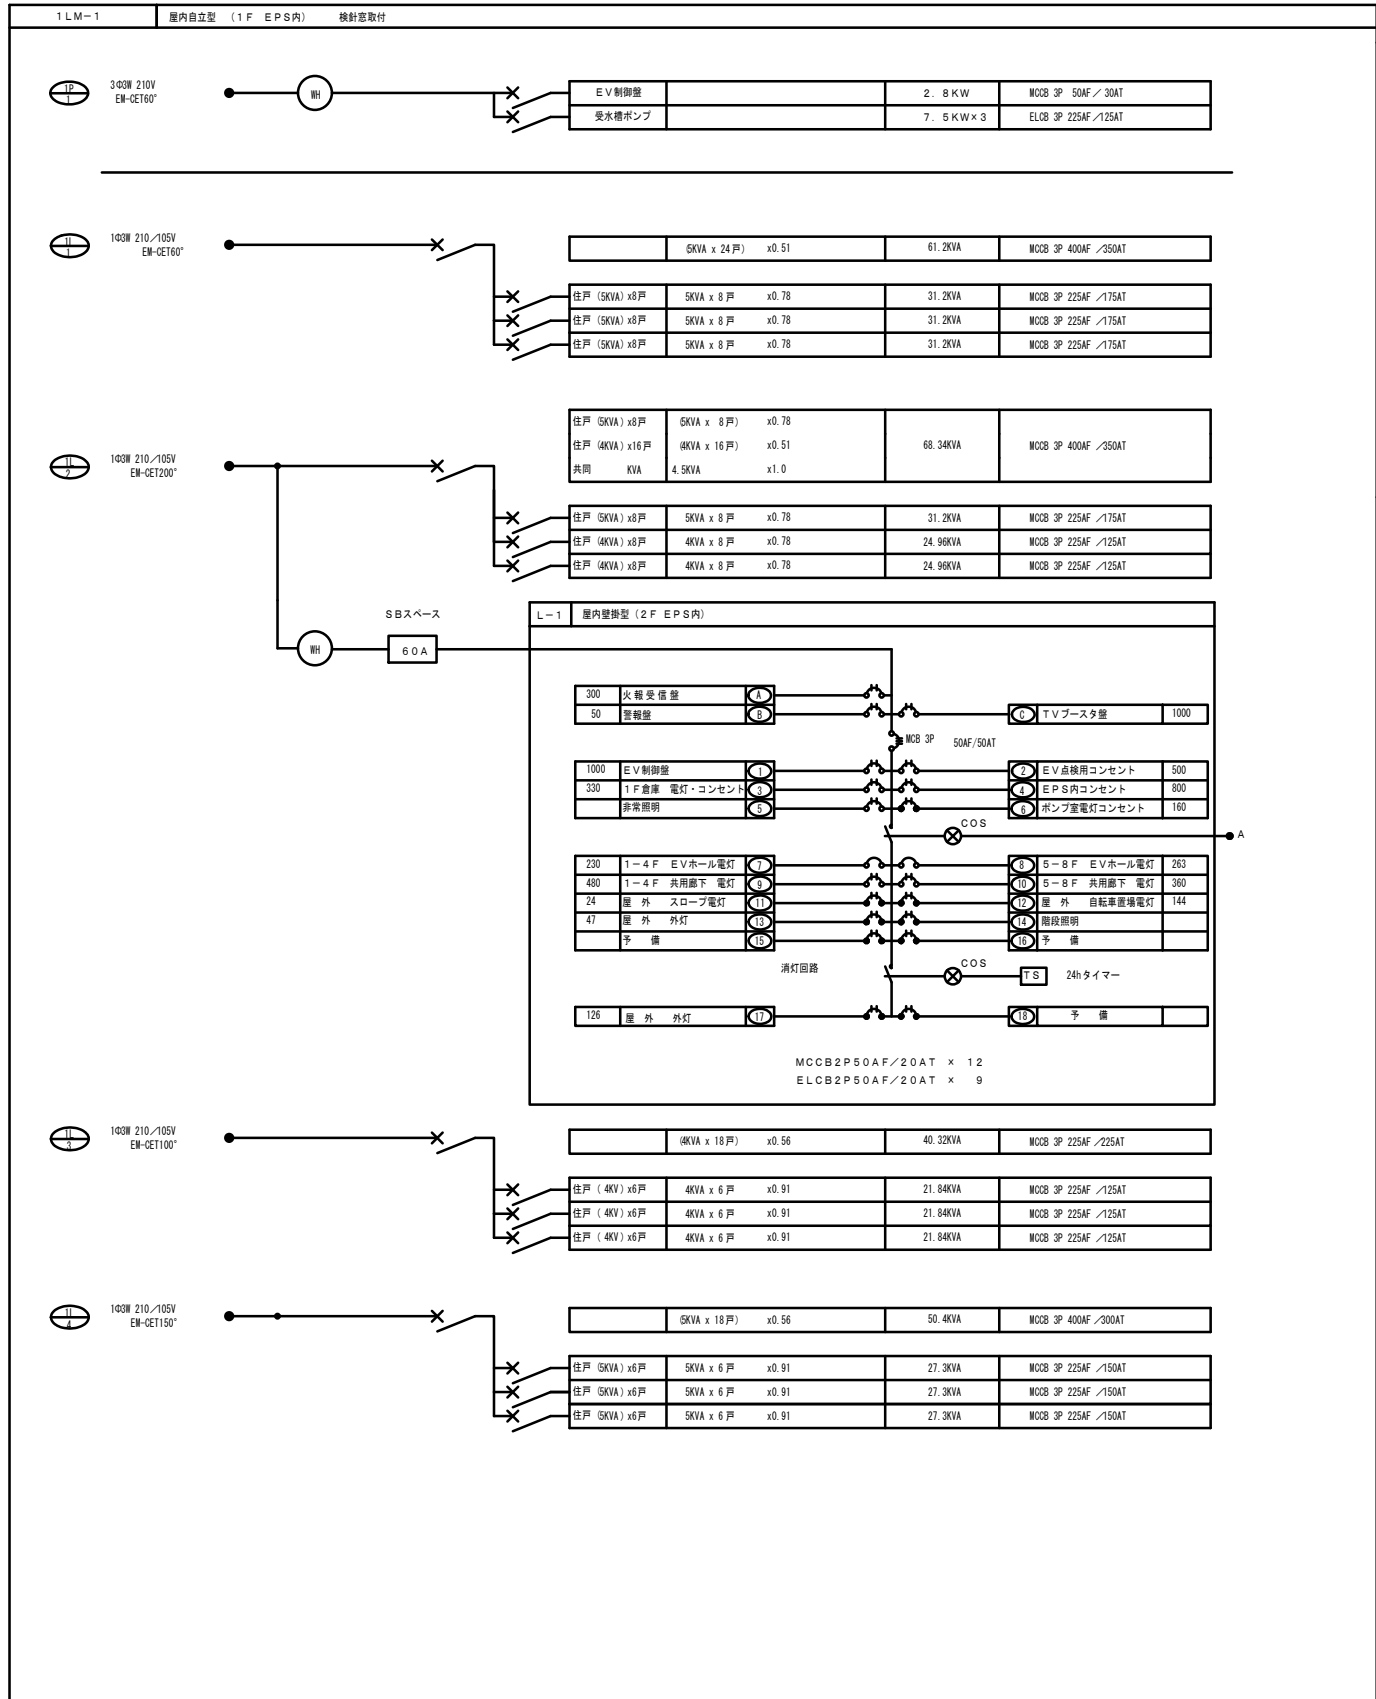 1LM-1 屋内自立型 (1F EPS内) 検針窓取付
1P 3Φ3W 210V
1 EM-CET60°
WH
EV制御盤 2.8KW MCCB 3P 50AF/30AT
受水槽ポンプ 7.5KW×3 ELCB 3P 225AF/125AT
1L 1Φ3W 210/105V
1 EM-CET60°
(5KVA x 24戸) x0.51 61.2KVA MCCB 3P 400AF/350AT
住戸(5KVA)x8戸 5KVA x 8戸 x0.78 31.2KVA MCCB 3P 225AF/175AT
住戸(5KVA)x8戸 5KVA x 8戸 x0.78 31.2KVA MCCB 3P 225AF/175AT
住戸(5KVA)x8戸 5KVA x 8戸 x0.78 31.2KVA MCCB 3P 225AF/175AT
住戸(5KVA)x8戸 (5KVA x 8戸) x0.78
住戸(4KVA)x16戸 (4KVA x 16戸) x0.51 68.34KVA MCCB 3P 400AF/350AT
共同 KVA 4.5KVA x1.0
1L 1Φ3W 210/105V
2 EM-CET200°
住戸(5KVA)x8戸 5KVA x 8戸 x0.78 31.2KVA MCCB 3P 225AF/175AT
住戸(4KVA)x8戸 4KVA x 8戸 x0.78 24.96KVA MCCB 3P 225AF/125AT
住戸(4KVA)x8戸 4KVA x 8戸 x0.78 24.96KVA MCCB 3P 225AF/125AT
SBスペース
WH 60A
L-1 屋内壁掛型(2F EPS内)
300 火報受信盤 A
50 警報盤 B C TVブースタ盤 1000
MCB 3P 50AF/50AT
1000 EV制御盤 1 2 EV点検用コンセント 500
330 1F倉庫 電灯・コンセント 3 4 EPS内コンセント 800
非常照明 5 6 ポンプ室電灯コンセント 160
COS A
230 1-4F EVホール電灯 7 8 5-8F EVホール電灯 263
480 1-4F 共用廊下 電灯 9 10 5-8F 共用廊下 電灯 360
24 屋 外 スロープ電灯 11 12 屋 外 自転車置場電灯 144
47 屋 外 外灯 13 14 階段照明
予 備 15 16 予 備
消灯回路 COS TS 24hタイマー
126 屋 外 外灯 17 18 予 備
MCCB2P50AF/20AT × 12
ELCB2P50AF/20AT × 9
1L 1Φ3W 210/105V
3 EM-CET100°
(4KVA x 18戸) x0.56 40.32KVA MCCB 3P 225AF/225AT
住戸( 4KV)x6戸 4KVA x 6戸 x0.91 21.84KVA MCCB 3P 225AF/125AT
住戸( 4KV)x6戸 4KVA x 6戸 x0.91 21.84KVA MCCB 3P 225AF/125AT
住戸( 4KV)x6戸 4KVA x 6戸 x0.91 21.84KVA MCCB 3P 225AF/125AT
1L 1Φ3W 210/105V
4 EM-CET150°
(5KVA x 18戸) x0.56 50.4KVA MCCB 3P 400AF/300AT
住戸(5KVA)x6戸 5KVA x 6戸 x0.91 27.3KVA MCCB 3P 225AF/150AT
住戸(5KVA)x6戸 5KVA x 6戸 x0.91 27.3KVA MCCB 3P 225AF/150AT
住戸(5KVA)x6戸 5KVA x 6戸 x0.91 27.3KVA MCCB 3P 225AF/150AT